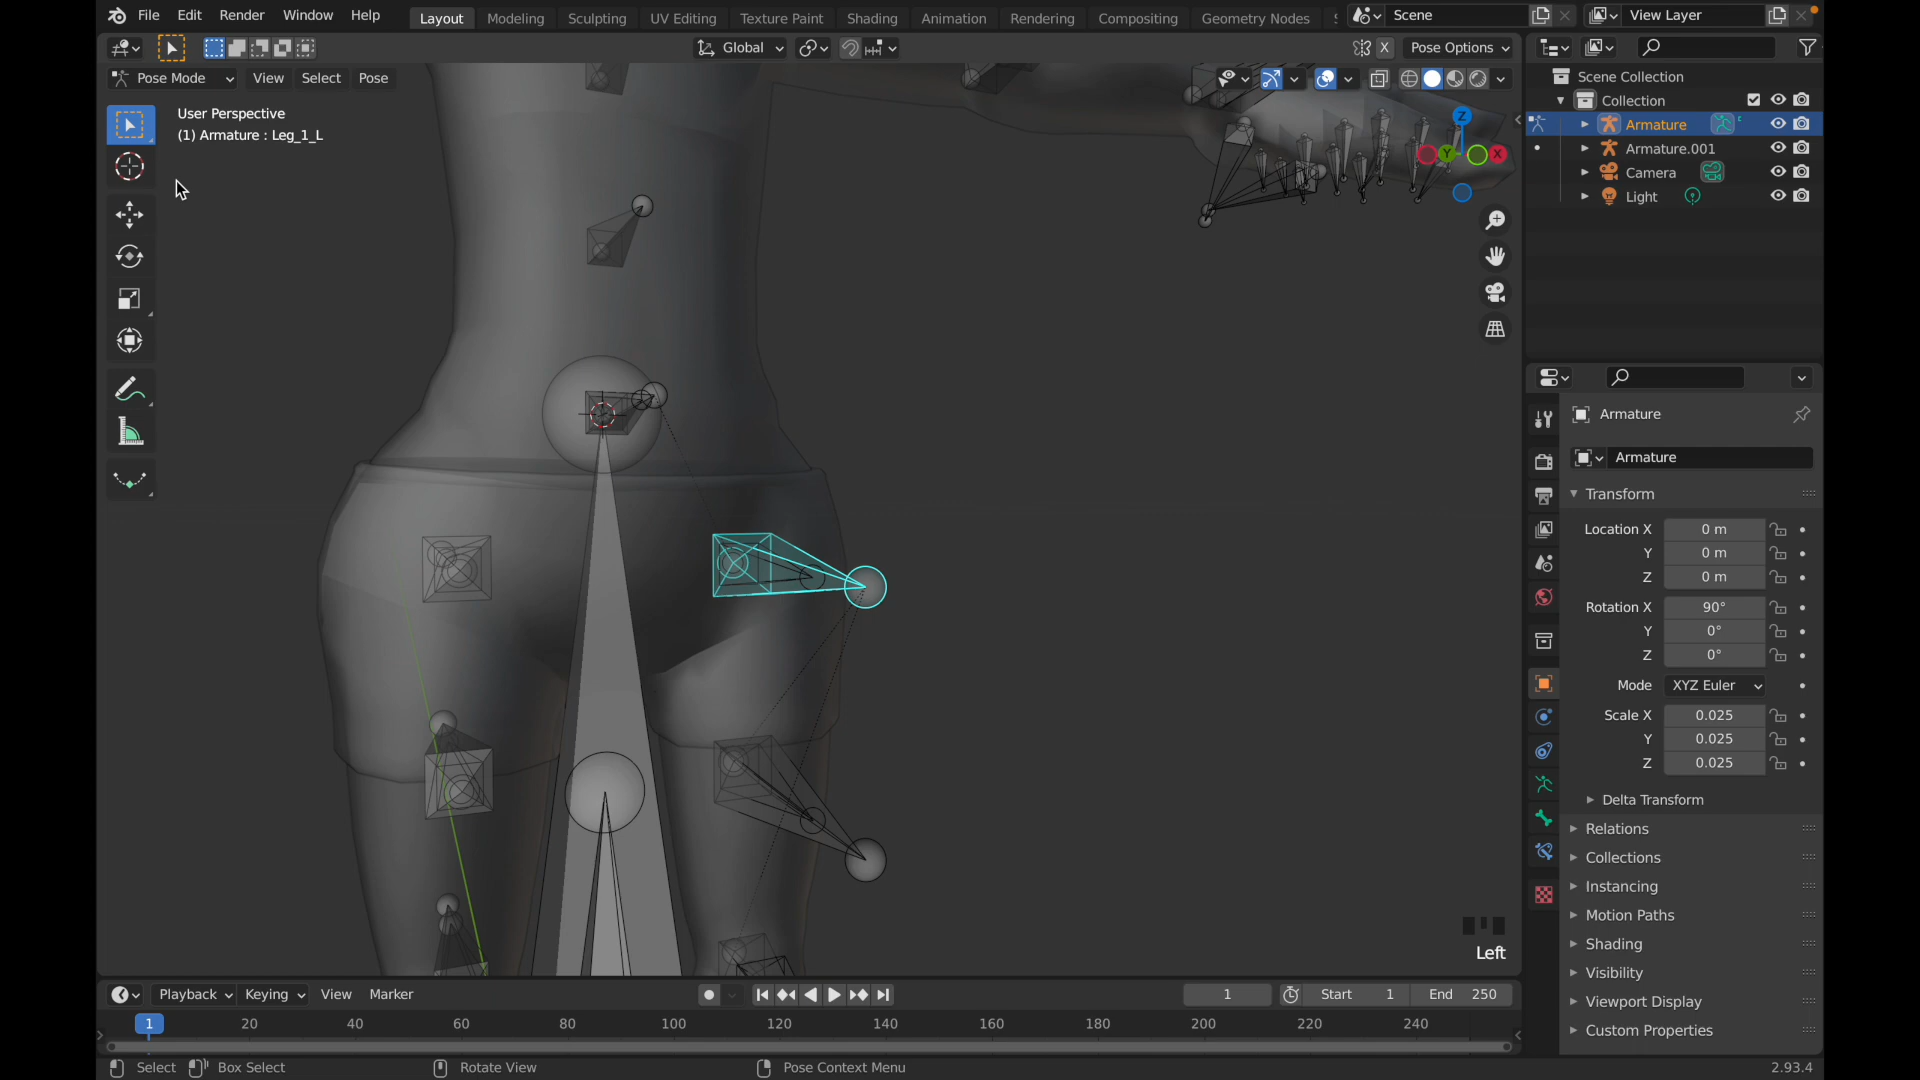 File Edit Render Window Help Layout Modeling Sculpting UV Editing Texture Paint Shading Animation Rendering Compositing Geometry Nodes Scene View Layer
Global X Pose Options
Pose Mode View Select Pose
User Perspective
(1) Armature : Leg_1_L
Z
Y X
Left
Scene Collection
Collection
Armature
Armature.001
Camera
Light
Armature
Armature
Transform
Location X 0 m
Y 0 m
Z 0 m
Rotation X 90°
Y 0°
Z 0°
Mode XYZ Euler
Scale X 0.025
Y 0.025
Z 0.025
Delta Transform
Relations
Collections
Instancing
Motion Paths
Shading
Visibility
Viewport Display
Custom Properties
Playback Keying View Marker 1 Start 1 End 250
1 20 40 60 80 100 120 140 160 180 200 220 240
Select Box Select Rotate View Pose Context Menu 2.93.4